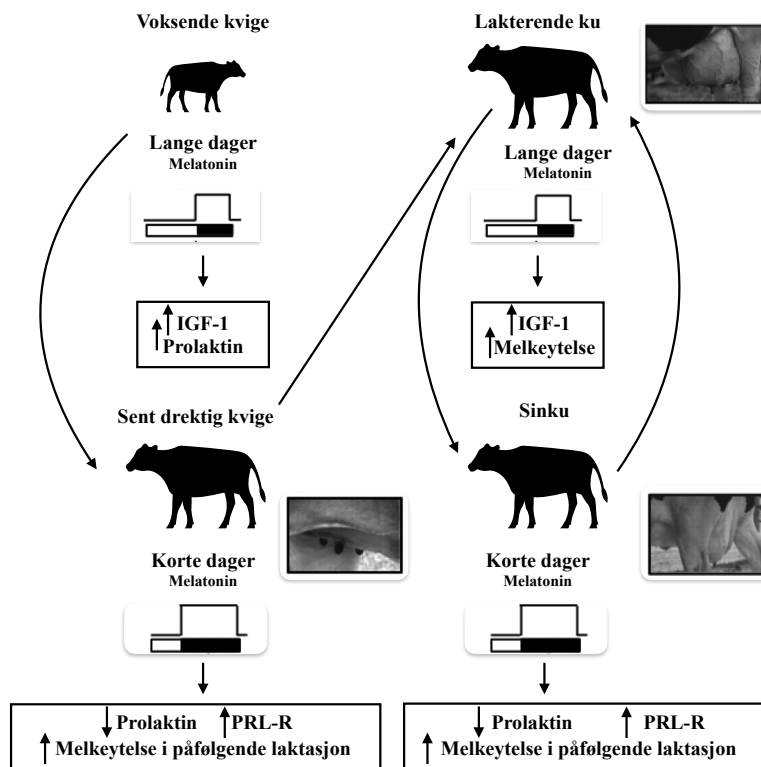 Voksende kvige
Lange dager
Melatonin
IGF-1
Prolaktin
Lakterende ku
Lange dager
Melatonin
IGF-1
Melkeytelse
Sent drektig kvige
Korte dager
Melatonin
Prolaktin PRL-R
Melkeytelse i påfølgende laktasjon
Sinku
Korte dager
Melatonin
Prolaktin PRL-R
Melkeytelse i påfølgende laktasjon